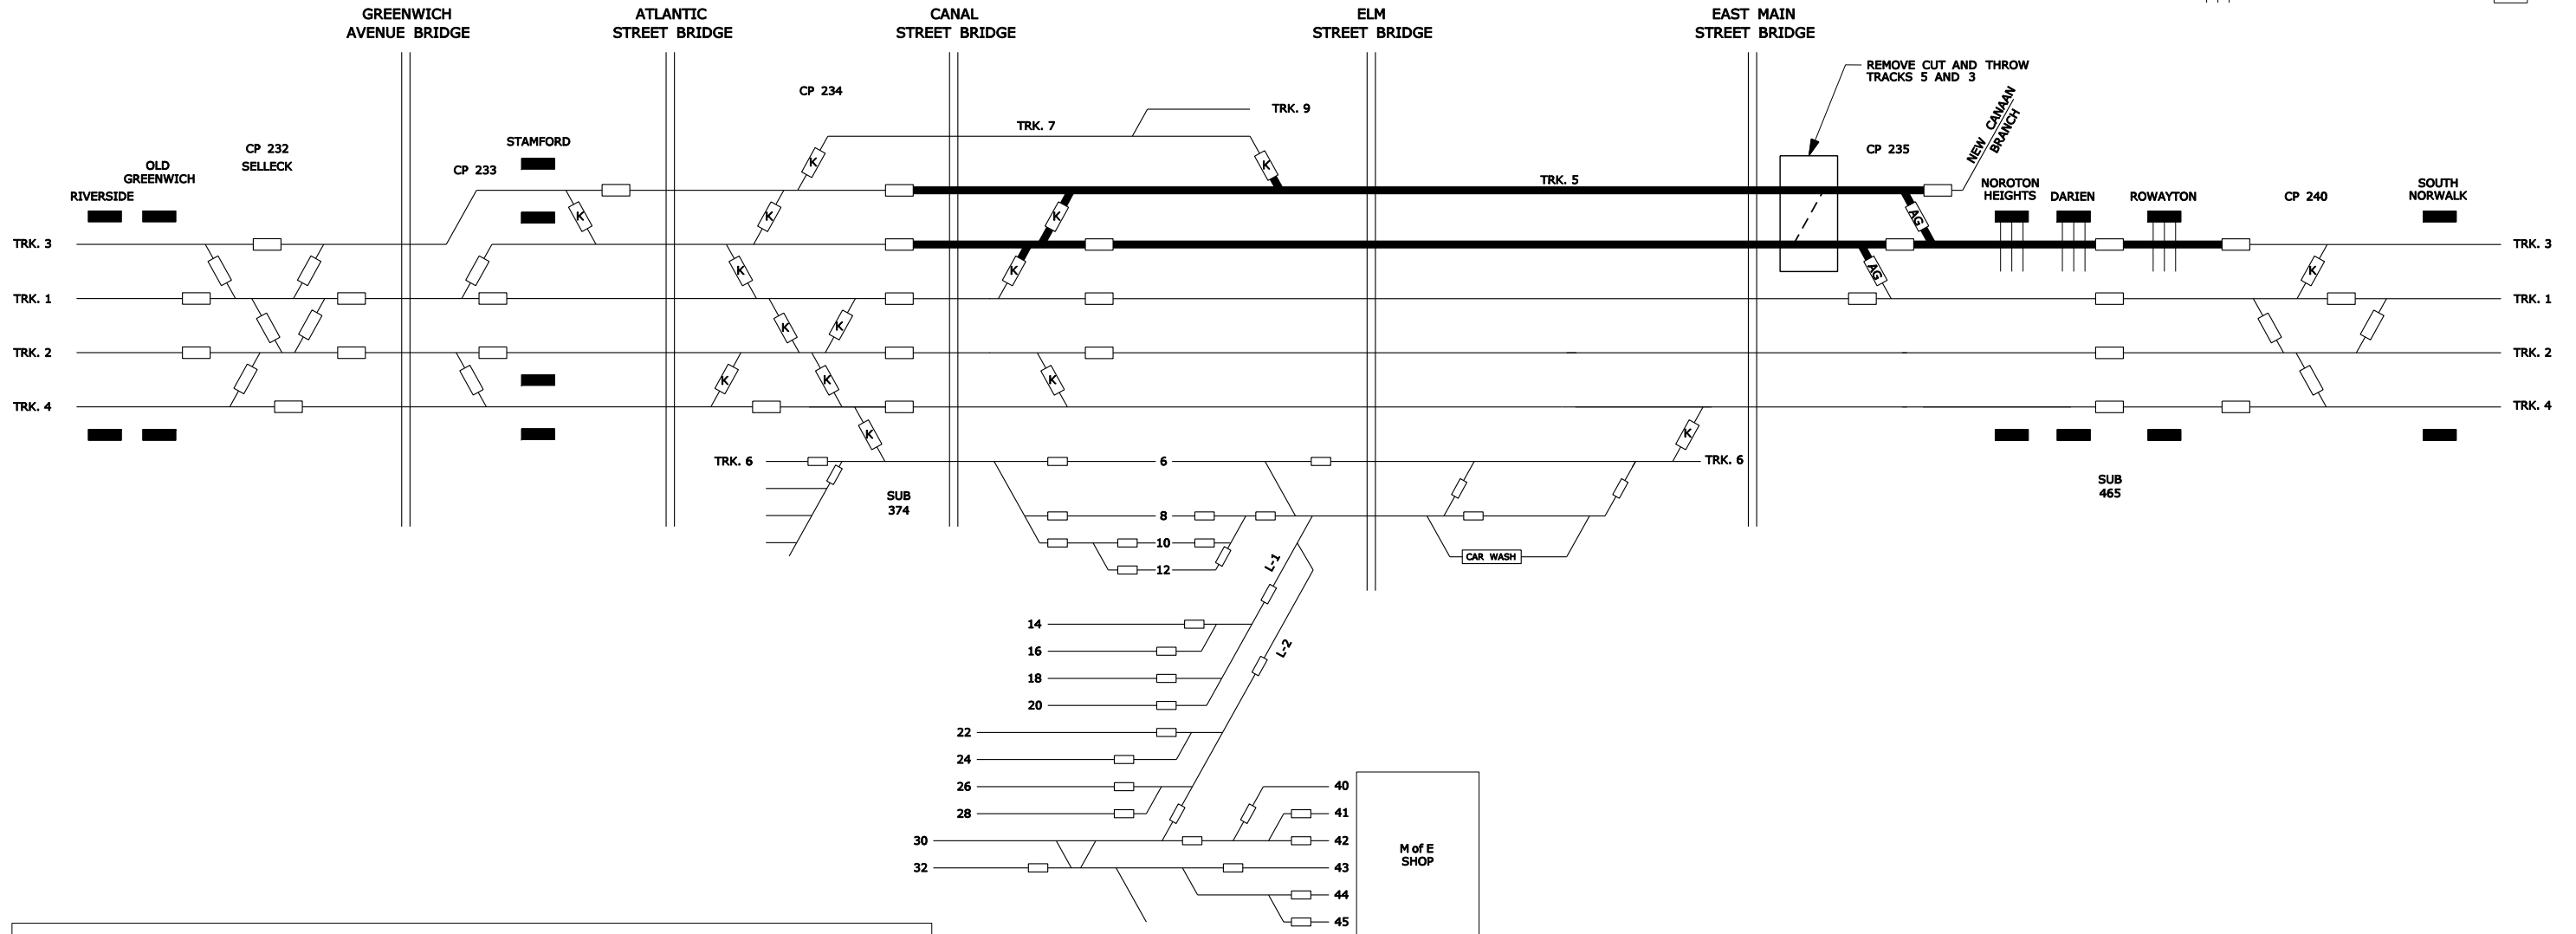 GREENWICH
AVENUE BRIDGE
ATLANTIC
STREET BRIDGE
CANAL
STREET BRIDGE
ELM
STREET BRIDGE
EAST MAIN
STREET BRIDGE
REMOVE CUT AND THROW
TRACKS 5 AND 3
CP 234
TRK. 9
TRK. 7
NEW CANAAN
BRANCH
STAMFORD
CP 232
SELLECK
CP 233
OLD
GREENWICH
RIVERSIDE
K
K
CP 235
TRK. 5
NOROTON
HEIGHTS
DARIEN
ROWAYTON
CP 240
SOUTH
NORWALK
K
K
K
AG
TRK. 3
TRK. 3
K
K
AG
K
TRK. 1
TRK. 1
K
K
TRK. 2
TRK. 2
K
K
K
TRK. 4
TRK. 4
K
K
TRK. 6
6
TRK. 6
SUB
374
SUB
465
8
10
12
CAR WASH
L-1
L-2
14
16
18
20
22
24
26
28
30
32
40
41
42
43
44
45
M of E
SHOP